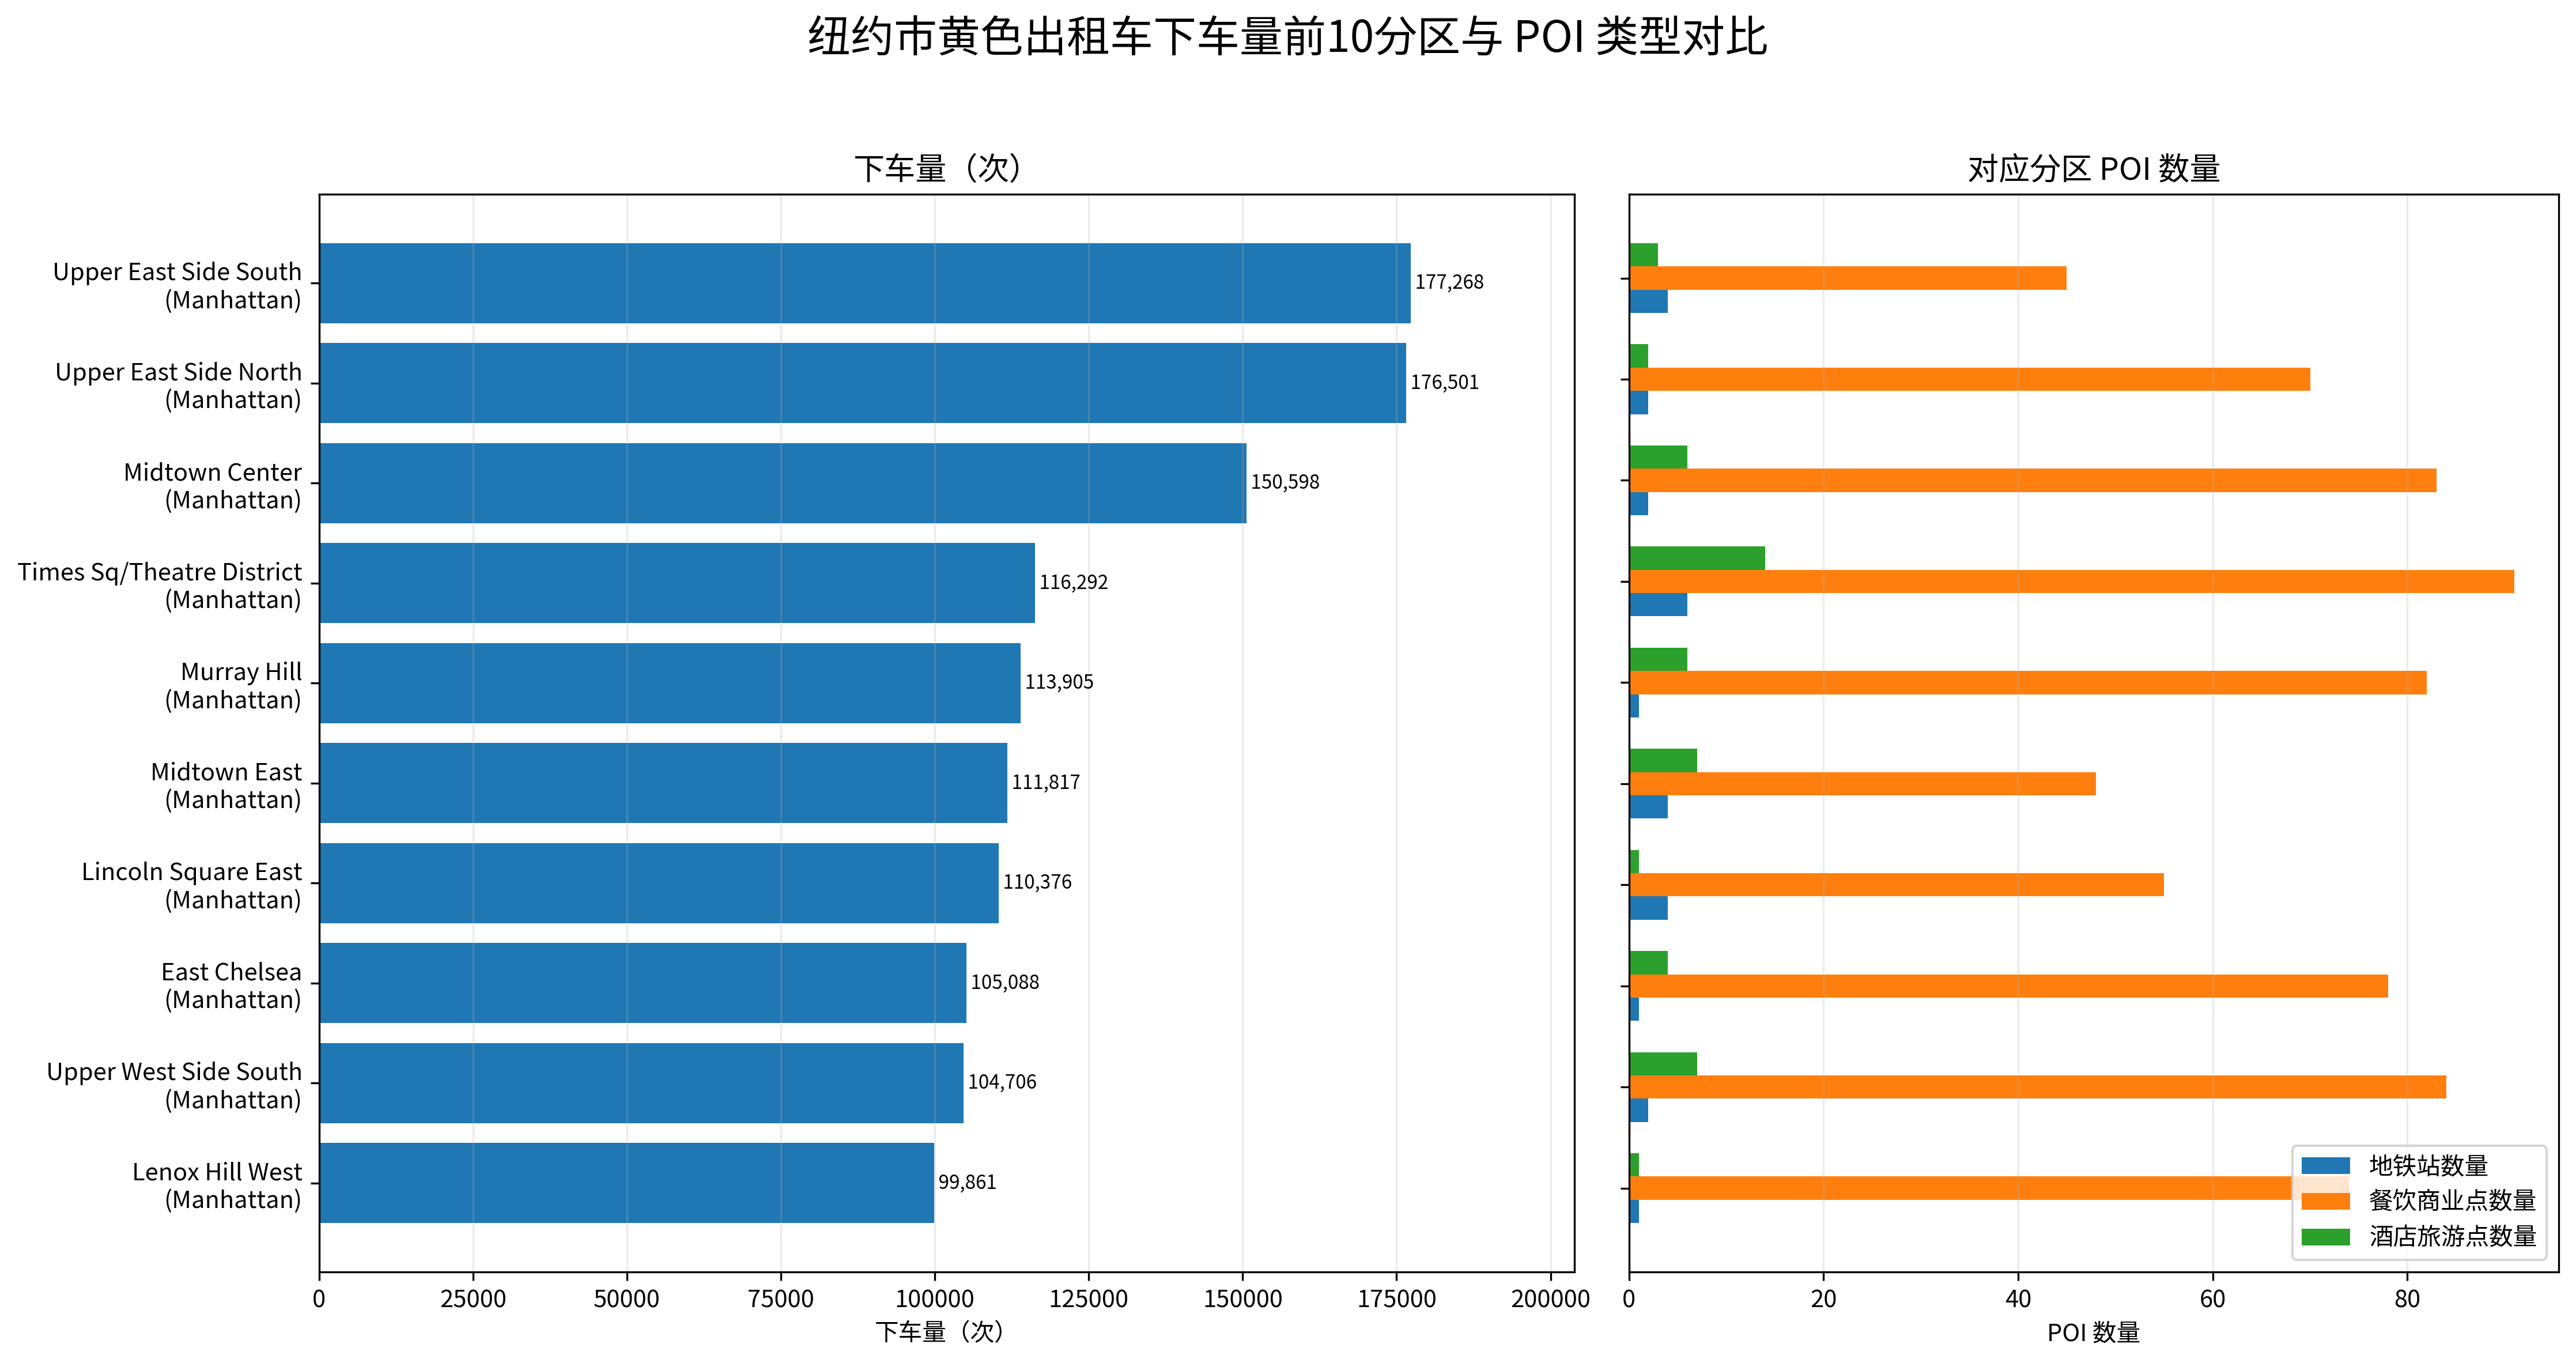 纽约市黄色出租车下车量前10分区与 POI 类型对比
下车量（次）
Upper East Side South
(Manhattan)
177,268
Upper East Side North
(Manhattan)
176,501
Midtown Center
(Manhattan)
150,598
Times Sq/Theatre District
(Manhattan)
116,292
Murray Hill
(Manhattan)
113,905
Midtown East
(Manhattan)
111,817
Lincoln Square East
(Manhattan)
110,376
East Chelsea
(Manhattan)
105,088
Upper West Side South
(Manhattan)
104,706
Lenox Hill West
(Manhattan)
99,861
0 25000 50000 75000 100000 125000 150000 175000 200000
下车量（次）
对应分区 POI 数量
地铁站数量
餐饮商业点数量
酒店旅游点数量
0 20 40 60 80
POI 数量